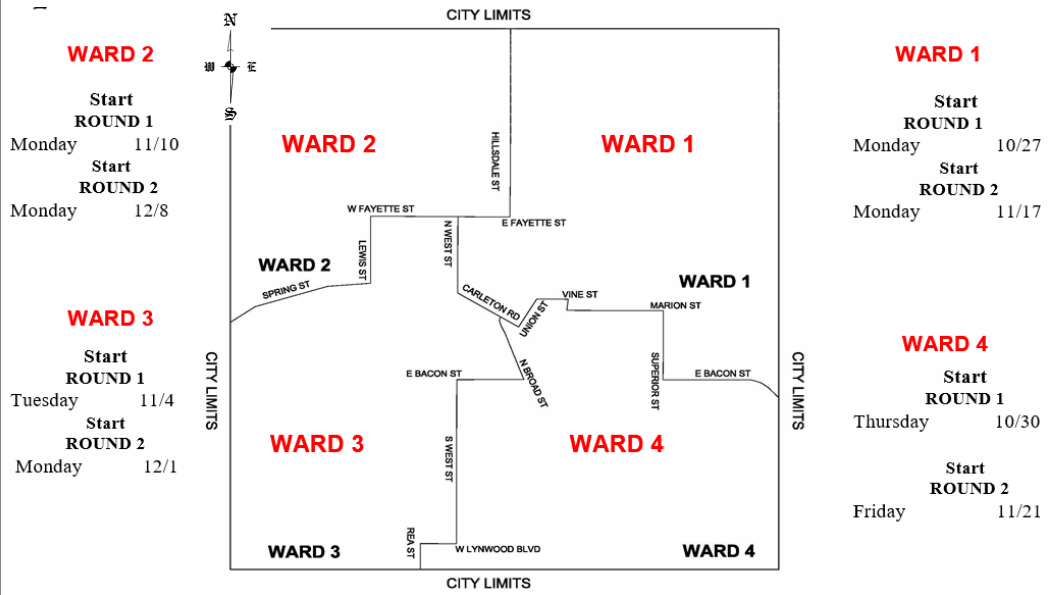 CITY LIMITS
N
W E
S
WARD 2
Start
ROUND 1
Monday 11/10
Start
ROUND 2
Monday 12/8
WARD 3
Start
ROUND 1
Tuesday 11/4
Start
ROUND 2
Monday 12/1
WARD 2
WARD 1
HILLSDALE ST
W FAYETTE ST
E FAYETTE ST
N WEST ST
LEWIS ST
WARD 2
SPRING ST
CARLETON RD
UNION ST
VINE ST
WARD 1
MARION ST
CITY LIMITS
E BACON ST
N BROAD ST
SUPERIOR ST
E BACON ST
CITY LIMITS
WARD 3
WARD 4
S WEST ST
REA ST
W LYNWOOD BLVD
WARD 3
WARD 4
CITY LIMITS
WARD 1
Start
ROUND 1
Monday 10/27
Start
ROUND 2
Monday 11/17
WARD 4
Start
ROUND 1
Thursday 10/30
Start
ROUND 2
Friday 11/21